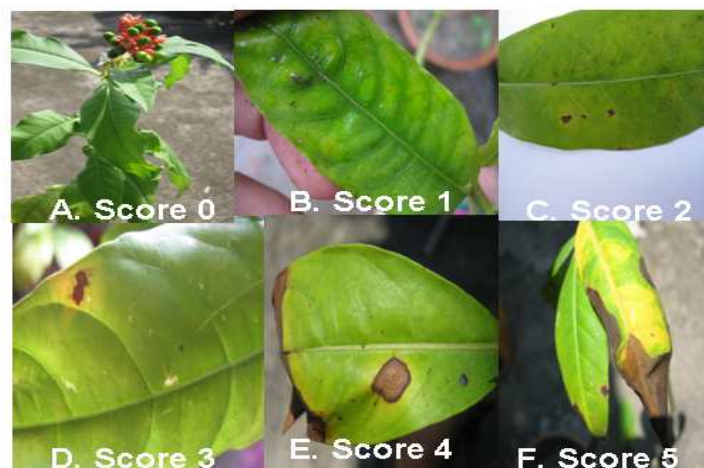 A. Score 0
B. Score 1
C. Score 2
D. Score 3
E. Score 4
F. Score 5